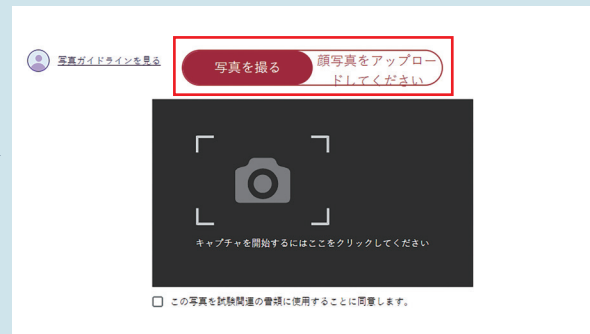 写真ガイドラインを見る
写真を撮る
顔写真をアップロー
ドしてください
キャプチャを開始するにはここをクリックしてください
この写真を試験関連の書類に使用することに同意します。